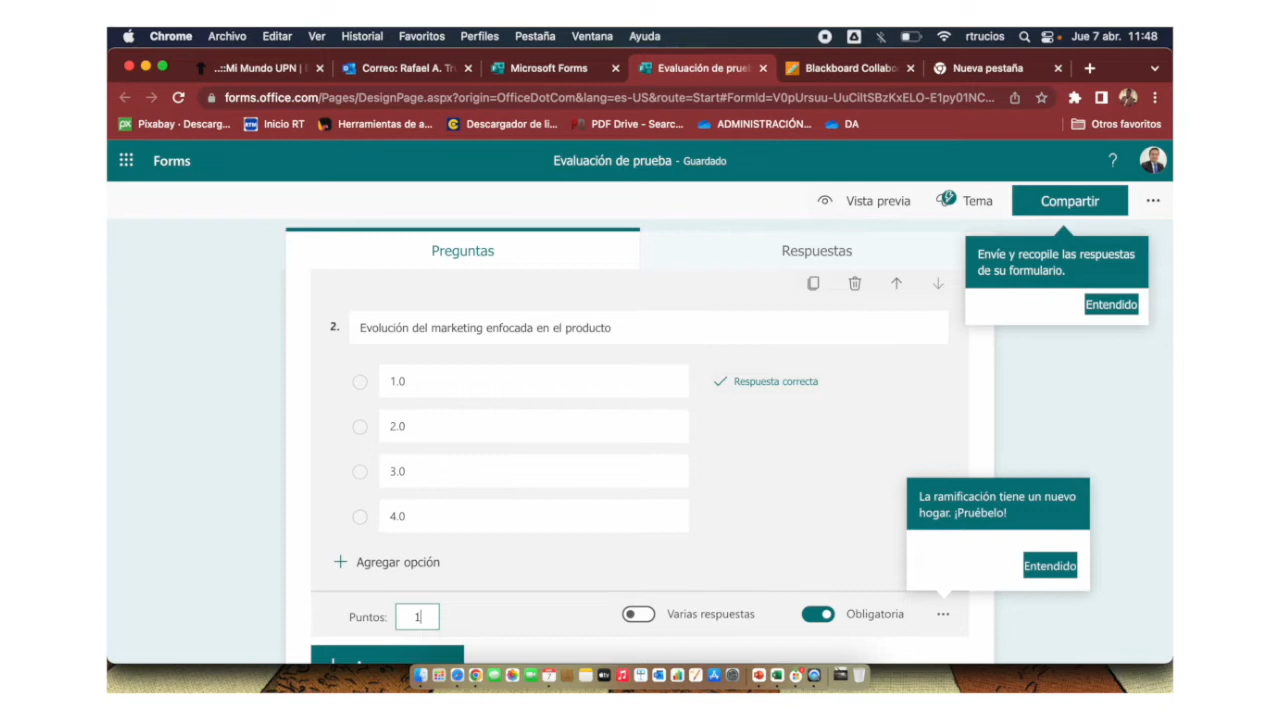 Chrome Archivo Editar Ver Historial Favoritos Perfiles Pestaña Ventana Ayuda rtrucios Jue 7 abr. 11:48
..::Mi Mundo UPN | Correo: Rafael A. Tr Microsoft Forms Evaluación de prue Blackboard Collabo Nueva pestaña
forms.office.com/Pages/DesignPage.aspx?origin=OfficeDotCom&lang=es-US&route=Start#FormId=V0pUrsuu-UuCiltSBzKxELO-E1py01NC...
Pixabay · Descarg... Inicio RT Herramientas de a... Descargador de li... PDF Drive - Searc... ADMINISTRACIÓN... DA Otros favoritos
Forms Evaluación de prueba - Guardado ?
Vista previa Tema Compartir
Preguntas Respuestas
Envíe y recopile las respuestas
de su formulario.
Entendido
2. Evolución del marketing enfocada en el producto
1.0 Respuesta correcta
2.0
3.0
4.0
La ramificación tiene un nuevo
hogar. ¡Pruébelo!
Entendido
Agregar opción
Puntos: 1 Varias respuestas Obligatoria